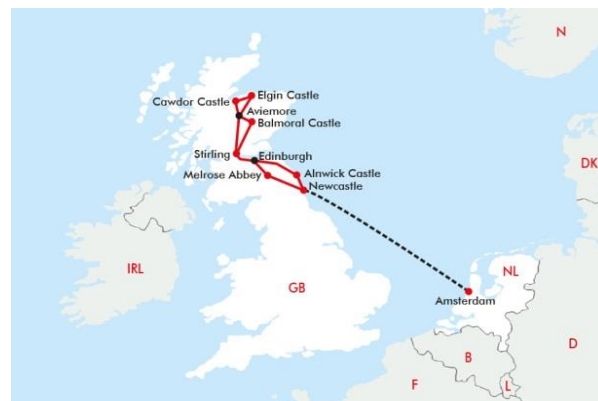 N
Elgin Castle
Cawdor Castle
Aviemore
Balmoral Castle
Stirling
Edinburgh
DK
Melrose Abbey
Alnwick Castle
Newcastle
IRL
NL
GB
Amsterdam
D
B
F
L